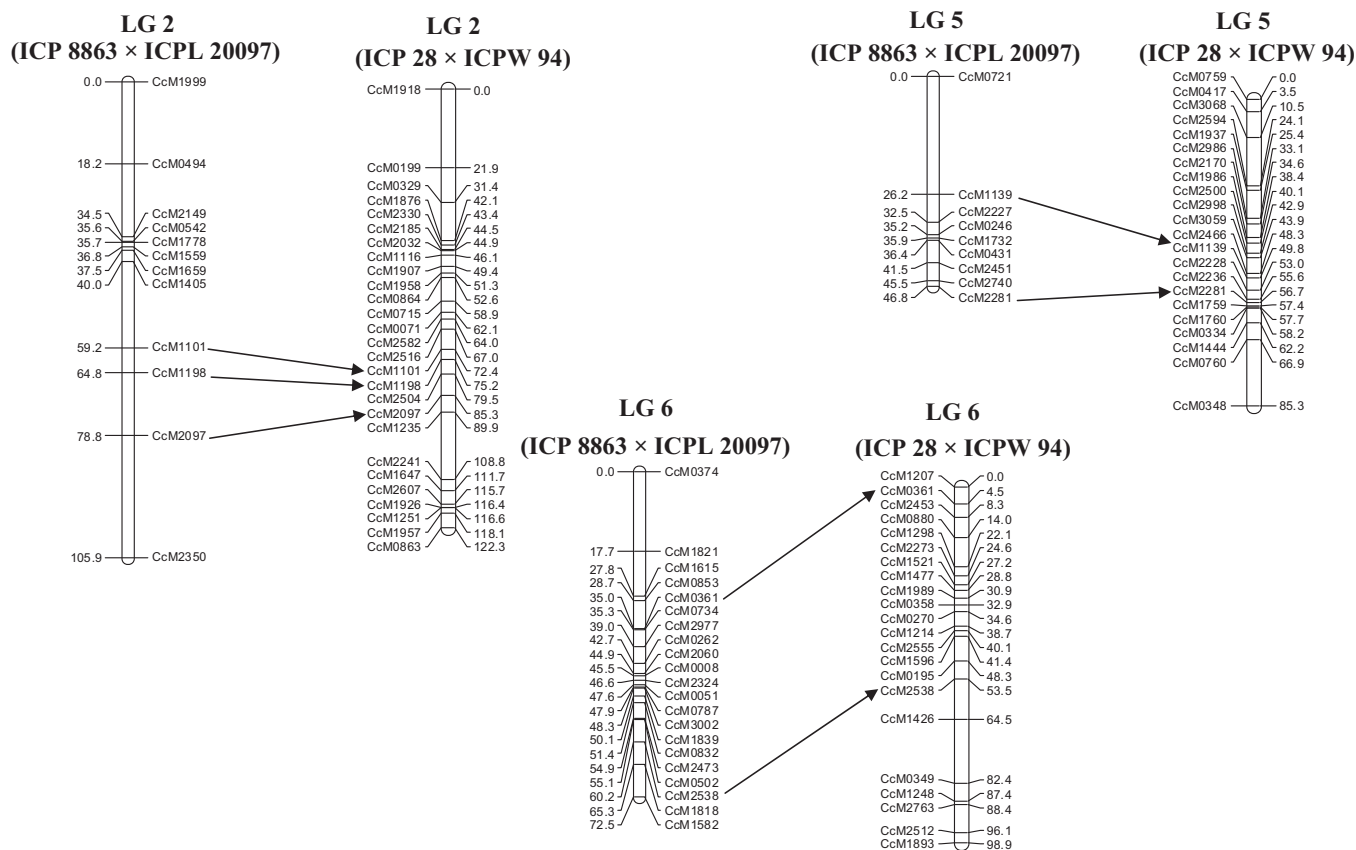 LG 2
(ICP 8863 × ICPL 20097)
0.0 CcM1999
18.2 CcM0494
34.5 CcM2149
35.6 CcM0542
35.7 CcM1778
36.8 CcM1559
37.5 CcM1659
40.0 CcM1405
59.2 CcM1101
64.8 CcM1198
78.8 CcM2097
105.9 CcM2350
LG 2
(ICP 28 × ICPW 94)
CcM1918 0.0
CcM0199 21.9
CcM0329 31.4
CcM1876 42.1
CcM2330 43.4
CcM2185 44.5
CcM2032 44.9
CcM1116 46.1
CcM1907 49.4
CcM1958 51.3
CcM0864 52.6
CcM0715 58.9
CcM0071 62.1
CcM2582 64.0
CcM2516 67.0
CcM1101 72.4
CcM1198 75.2
CcM2504 79.5
CcM2097 85.3
CcM1235 89.9
CcM2241 108.8
CcM1647 111.7
CcM2607 115.7
CcM1926 116.4
CcM1251 116.6
CcM1957 118.1
CcM0863 122.3
LG 5
(ICP 8863 × ICPL 20097)
0.0 CcM0721
26.2 CcM1139
32.5 CcM2227
35.2 CcM0246
35.9 CcM1732
36.4 CcM0431
41.5 CcM2451
45.5 CcM2740
46.8 CcM2281
LG 5
(ICP 28 × ICPW 94)
CcM0759 0.0
CcM0417 3.5
CcM3068 10.5
CcM2594 24.1
CcM1937 25.4
CcM2986 33.1
CcM2170 34.6
CcM1986 38.4
CcM2500 40.1
CcM2998 42.9
CcM3059 43.9
CcM2466 48.3
CcM1139 49.8
CcM2228 53.0
CcM2236 55.6
CcM2281 56.7
CcM1759 57.4
CcM1760 57.7
CcM0334 58.2
CcM1444 62.2
CcM0760 66.9
CcM0348 85.3
LG 6
(ICP 8863 × ICPL 20097)
0.0 CcM0374
17.7 CcM1821
27.8 CcM1615
28.7 CcM0853
35.0 CcM0361
35.3 CcM0734
39.0 CcM2977
42.7 CcM0262
44.9 CcM2060
45.5 CcM0008
46.6 CcM2324
47.6 CcM0051
47.9 CcM0787
48.3 CcM3002
50.1 CcM1839
51.4 CcM0832
54.9 CcM2473
55.1 CcM0502
60.2 CcM2538
65.3 CcM1818
72.5 CcM1582
LG 6
(ICP 28 × ICPW 94)
CcM1207 0.0
CcM0361 4.5
CcM2453 8.3
CcM0880 14.0
CcM1298 22.1
CcM2273 24.6
CcM1521 27.2
CcM1477 28.8
CcM1989 30.9
CcM0358 32.9
CcM0270 34.6
CcM1214 38.7
CcM2555 40.1
CcM1596 41.4
CcM0195 48.3
CcM2538 53.5
CcM1426 64.5
CcM0349 82.4
CcM1248 87.4
CcM2763 88.4
CcM2512 96.1
CcM1893 98.9